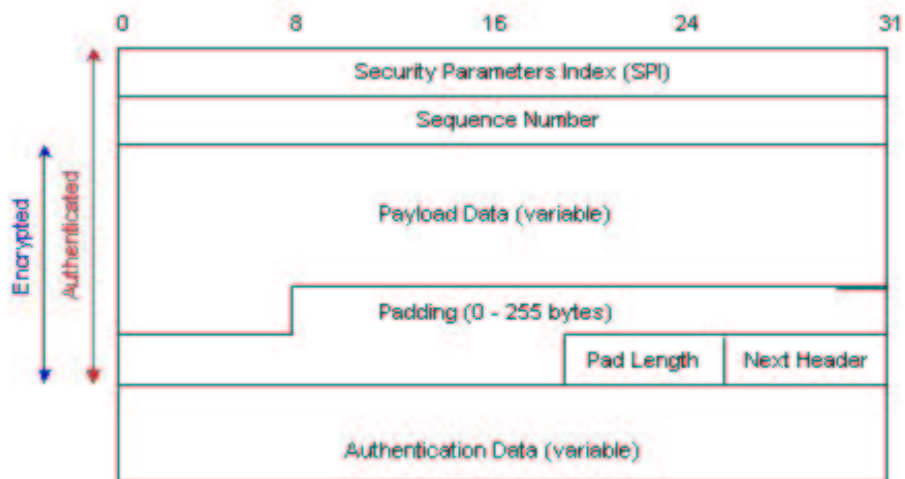 0 8 16 24 31
Security Parameters Index (SPI)
Sequence Number
Encrypted
Authenticated
Payload Data (variable)
Padding (0 - 255 bytes)
Pad Length Next Header
Authentication Data (variable)